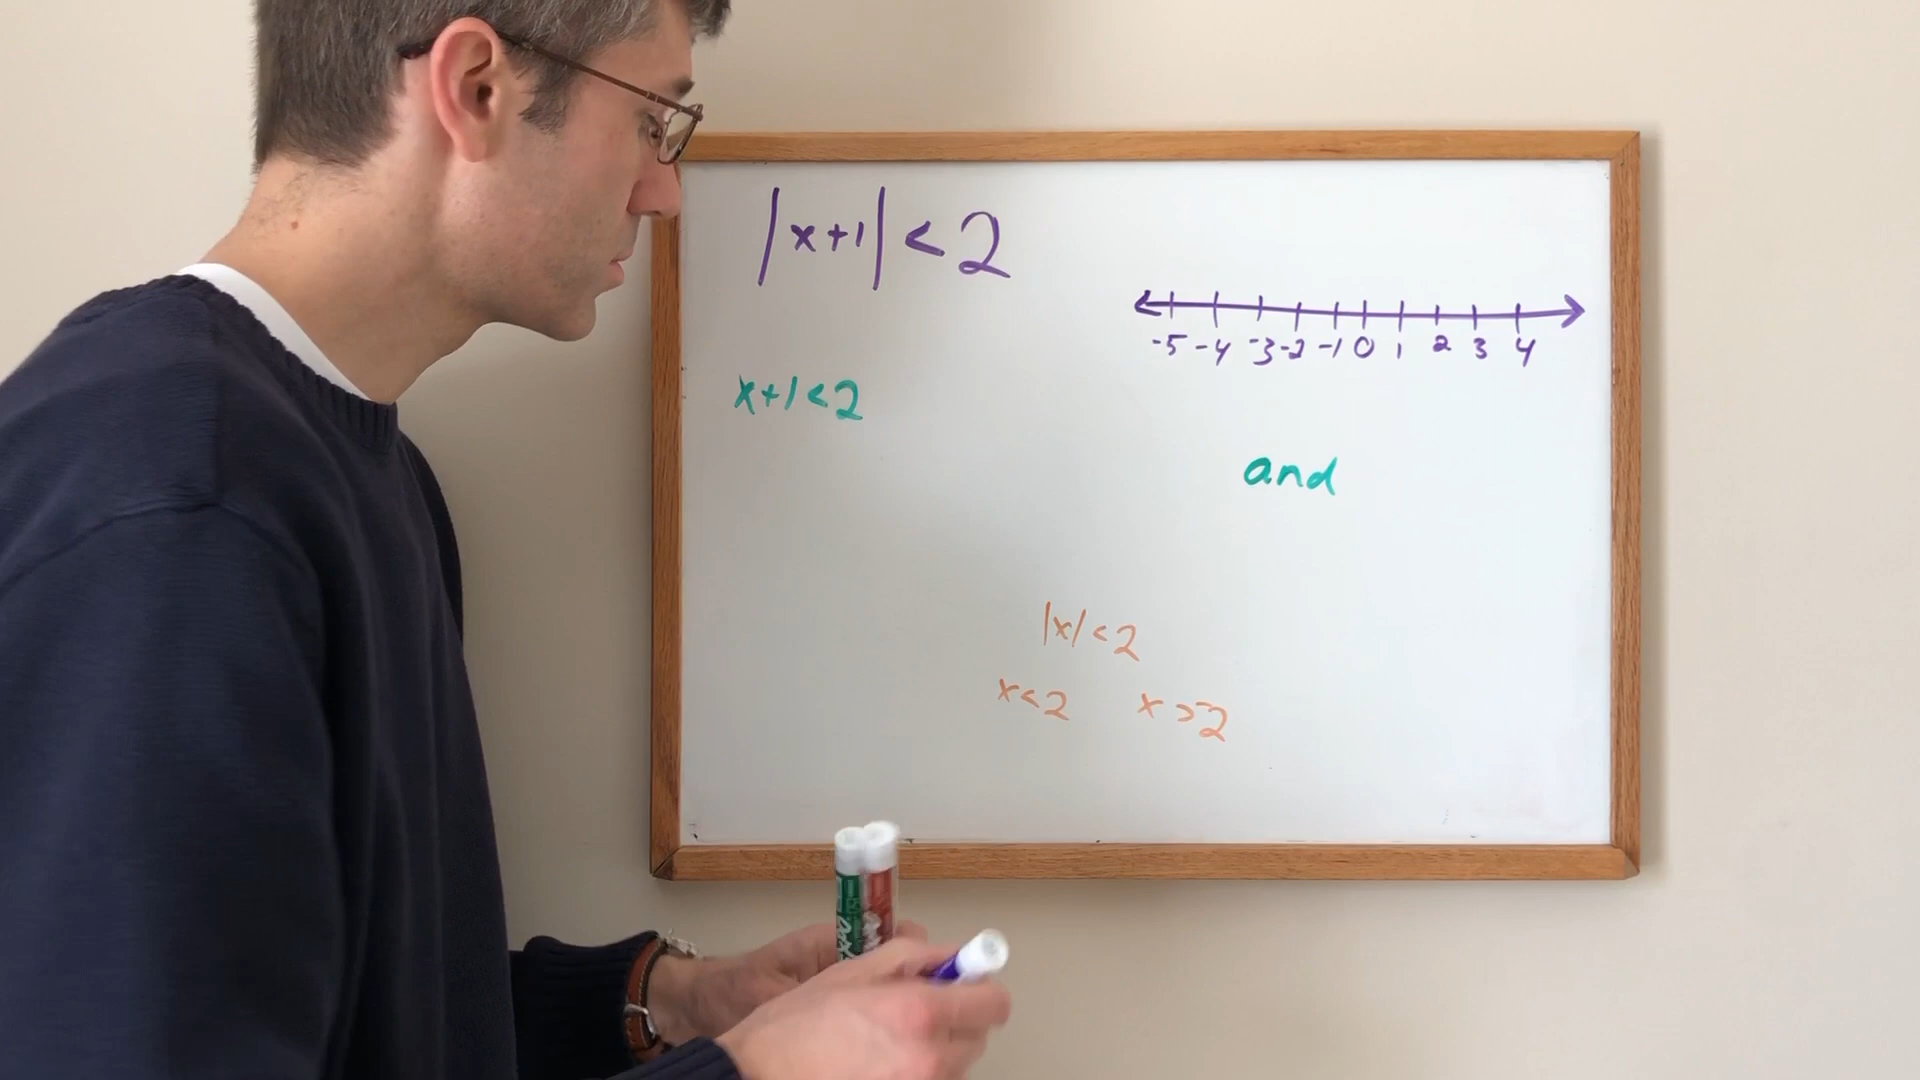 |x+1| < 2
-5 -4 -3 -2 -1 0 1 2 3 4
x+1 < 2
and
|x| < 2
x < 2 x > -2